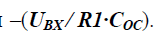 –(U_BX / R1·C_OC).